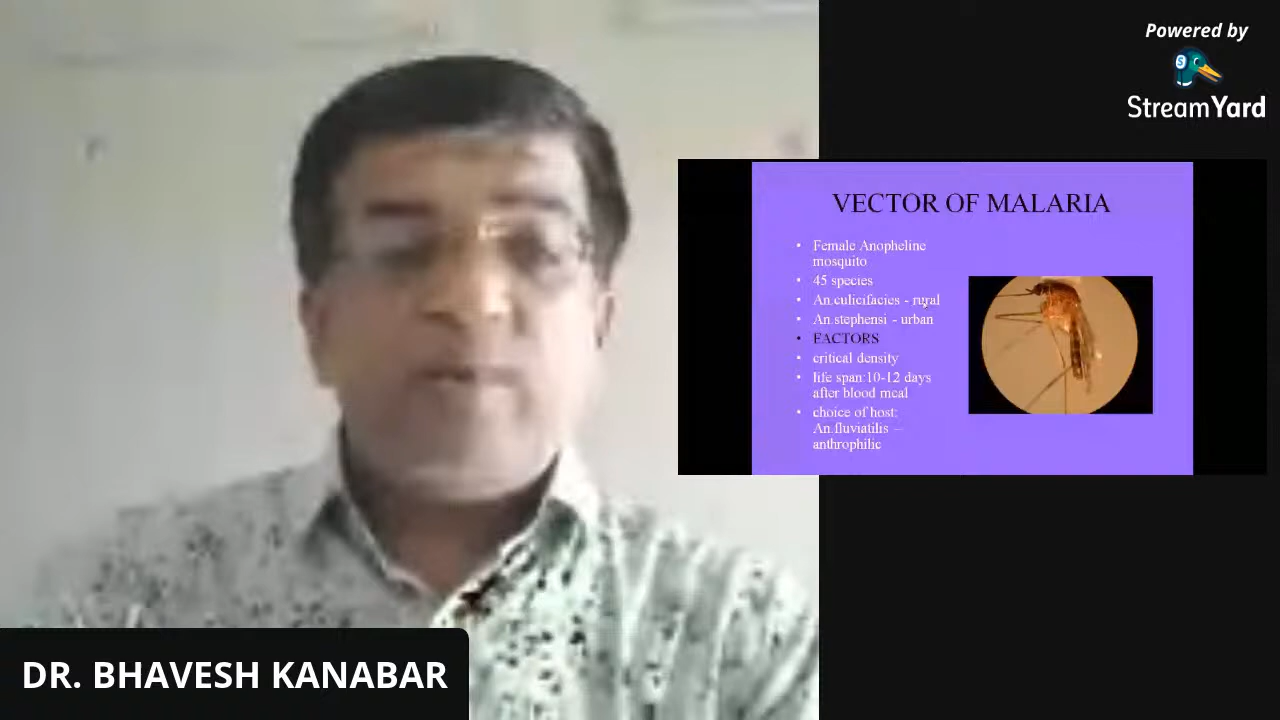 Powered by
StreamYard
VECTOR OF MALARIA
• Female Anopheline
mosquito
• 45 species
• An.culicifacies - rural
• An.stephensi - urban
• FACTORS
• critical density
• life span:10-12 days
after blood meal
• choice of host:
An.fluviatilis –
anthrophilic
DR. BHAVESH KANABAR